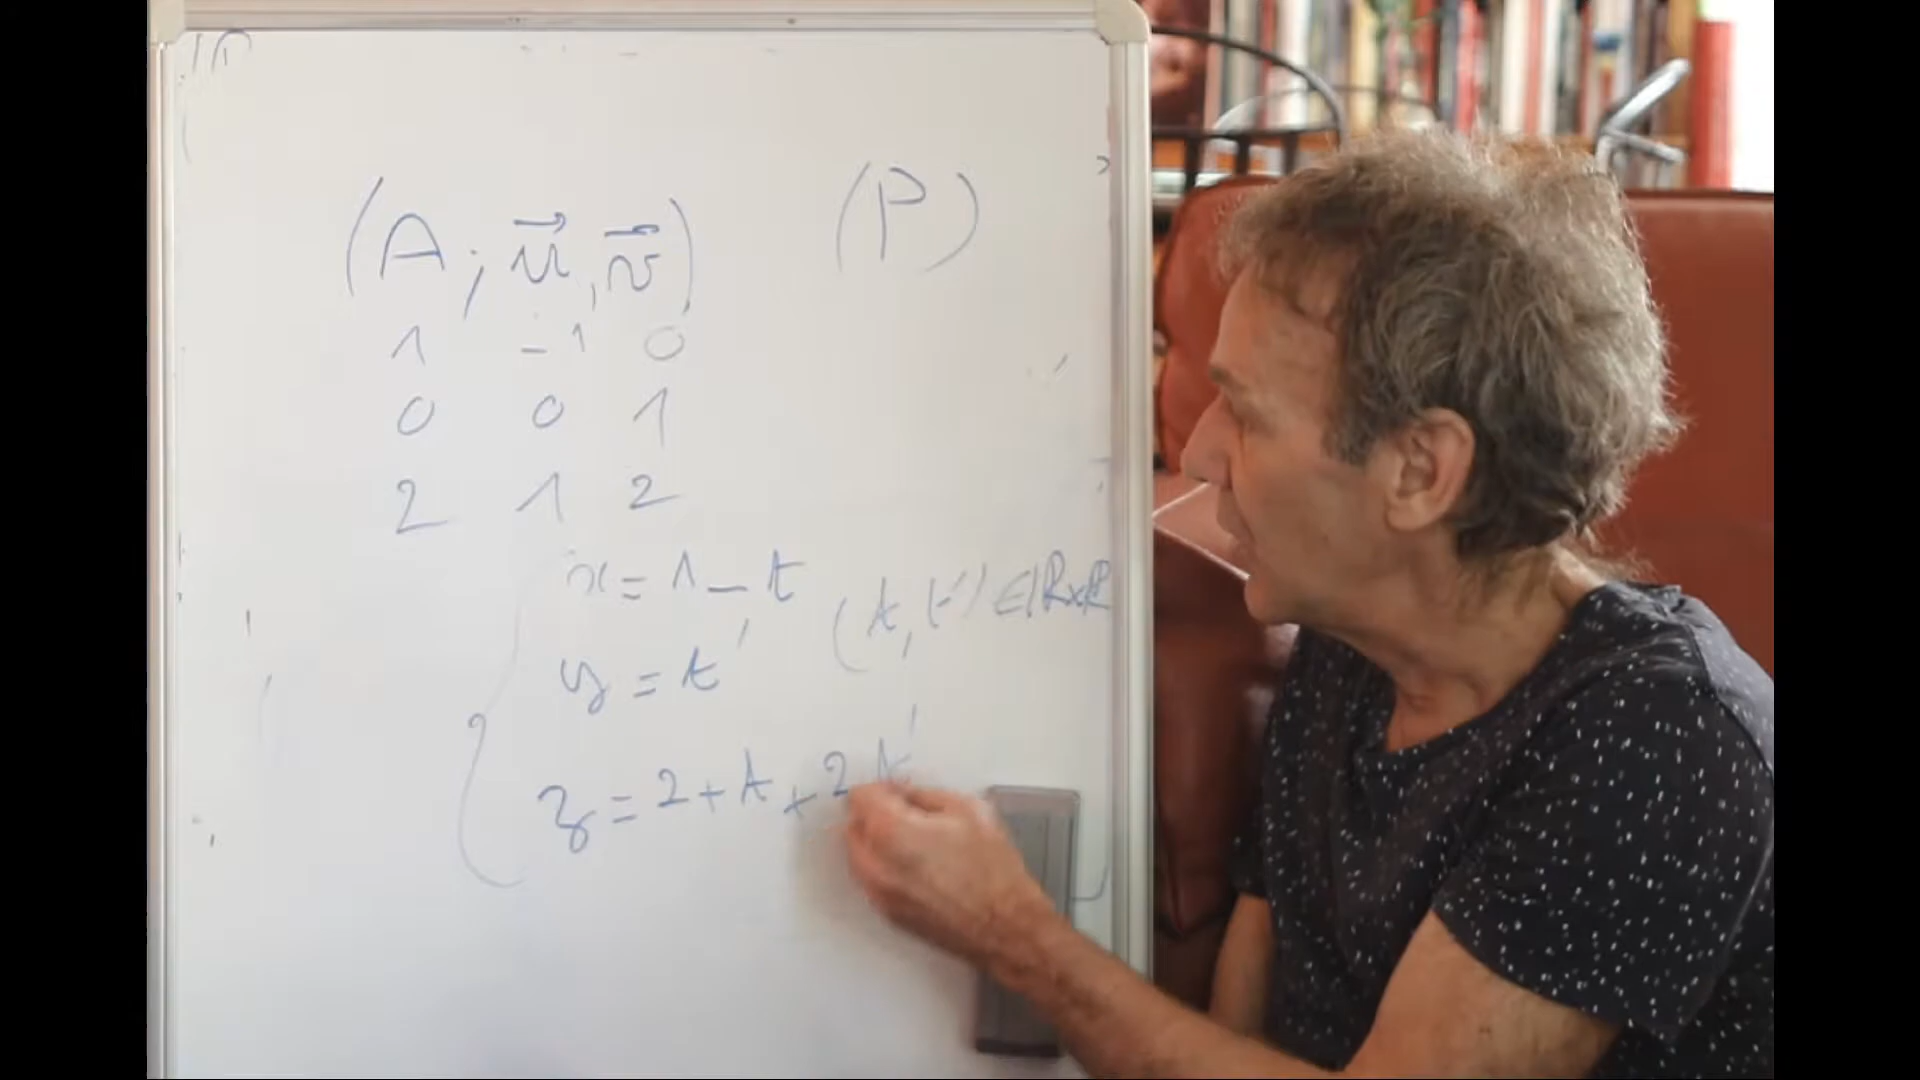 (A; u⃗, v⃗) (P)
1 -1 0
0 0 1
2 1 2
x = 1 - t
(t, t') ∈ ℝ×ℝ
y = t'
z = 2 + t + 2t'